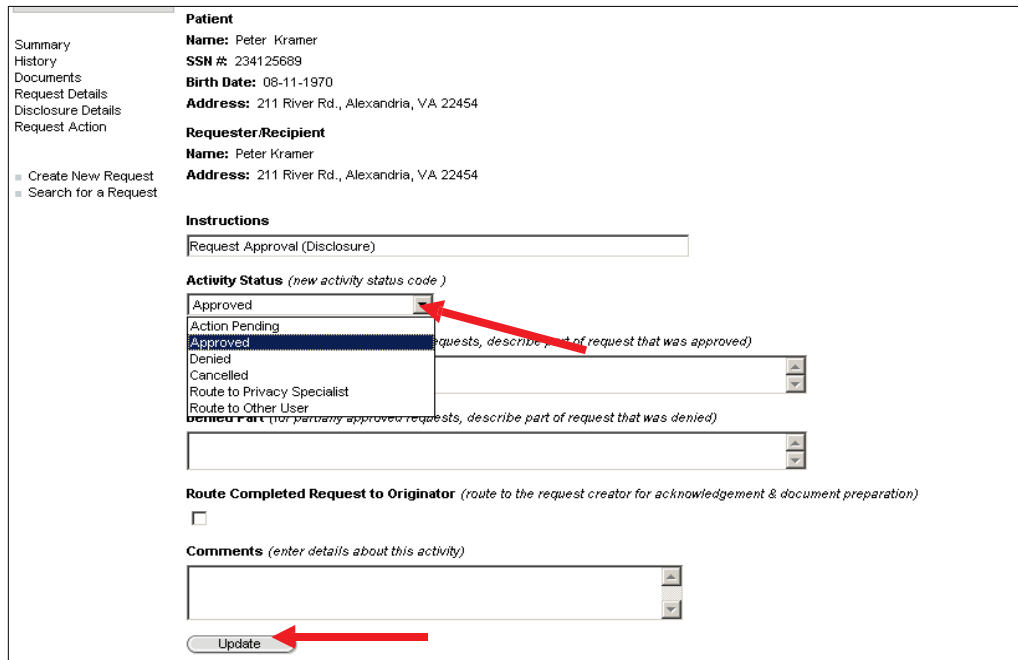 Summary
History
Documents
Request Details
Disclosure Details
Request Action
Create New Request
Search for a Request
Patient
Name: Peter Kramer
SSN #: 234125689
Birth Date: 08-11-1970
Address: 211 River Rd., Alexandria, VA 22454
Requester/Recipient
Name: Peter Kramer
Address: 211 River Rd., Alexandria, VA 22454
Instructions
Request Approval (Disclosure)
Activity Status (new activity status code )
Approved
Action Pending
Approved
Denied
Cancelled
Route to Privacy Specialist
Route to Other User
equests, describe part of request that was approved)
Denied Part (for partially approved requests, describe part of request that was denied)
Route Completed Request to Originator (route to the request creator for acknowledgement & document preparation)
Comments (enter details about this activity)
Update